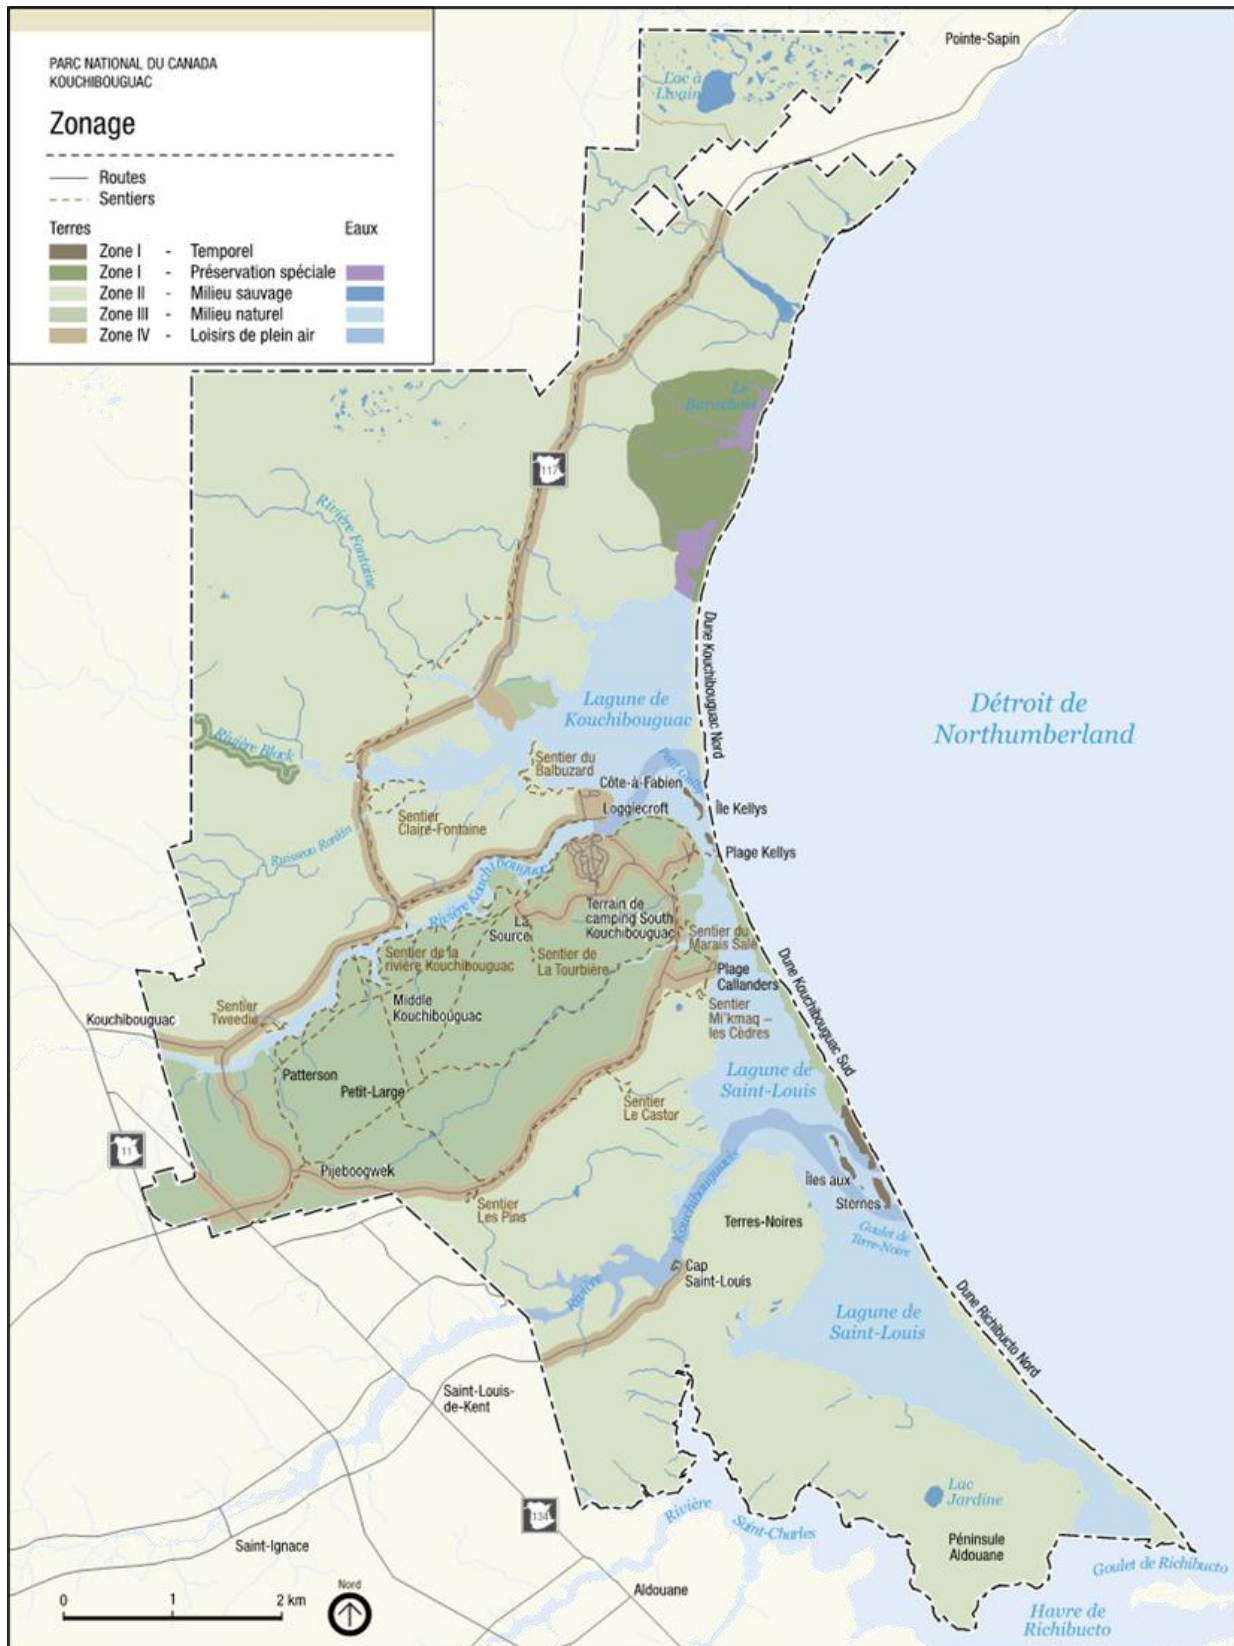 PARC NATIONAL DU CANADA
KOUCHIBOUGUAC
Zonage
Routes
Sentiers
Terres Eaux
Zone I - Temporel
Zone I - Préservation spéciale
Zone II - Milieu sauvage
Zone III - Milieu naturel
Zone IV - Loisirs de plein air
Pointe-Sapin
Lac à
Livain
Le
Barachois
117
Rivière Fontaine
Dune Kouchibouguac Nord
Lagune de
Kouchibouguac
Détroit de
Northumberland
Rivière Black
Sentier du
Balbuzard
Petit Gully
Côte-à-Fabien
Loggiecroft
Île Kellys
Sentier
Claire-Fontaine
Ruisseau Rankin
Plage Kellys
Rivière Kouchibouguac
La
Source
Terrain de
camping South
Kouchibouguac
Sentier du
Marais Salé
Sentier de la
rivière Kouchibouguac
Sentier de
La Tourbière
Plage
Callanders
Dune Kouchibouguac Sud
Middle
Kouchibouguac
Sentier
Mi'kmaq –
les Cèdres
Sentier
Tweedie
Kouchibouguac
Patterson
Petit-Large
Lagune de
Saint-Louis
Sentier
Le Castor
11
Pijeboogwek
Îles aux
Sternes
Sentier
Les Pins
Rivière Kouchibouguacis
Terres-Noires
Goulet de
Terre-Noire
Cap
Saint-Louis
Dune Richibucto Nord
Lagune de
Saint-Louis
Saint-Louis-
de-Kent
Lac
Jardine
134
Rivière Saint-Charles
Saint-Ignace
Péninsule
Aldouane
Goulet de Richibucto
Aldouane
Havre de
Richibucto
0 1 2 km
Nord